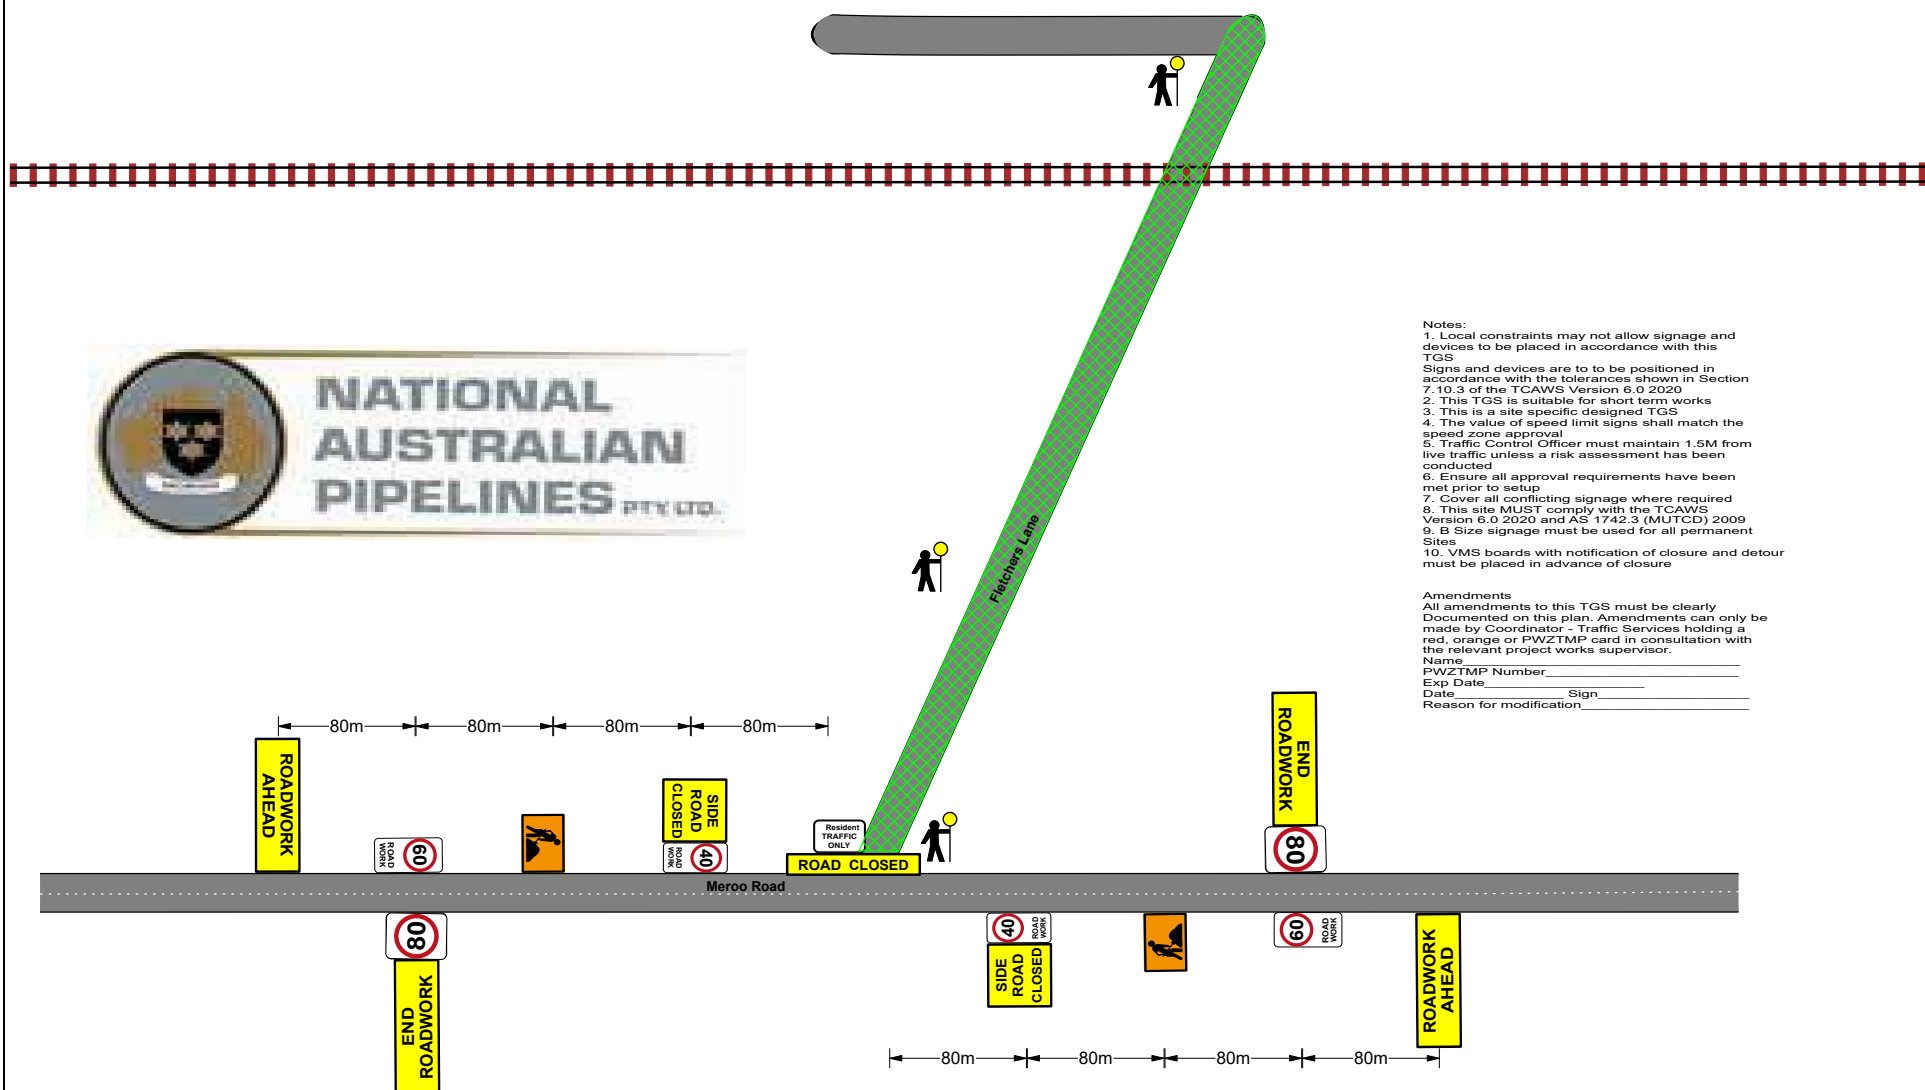 NATIONAL
AUSTRALIAN
PIPELINES PTY LTD.
Fletchers Lane
Notes:
1. Local constraints may not allow signage and
devices to be placed in accordance with this
TGS
Signs and devices are to to be positioned in
accordance with the tolerances shown in Section
7.10.3 of the TCAWS Version 6.0 2020
2. This TGS is suitable for short term works
3. This is a site specific designed TGS
4. The value of speed limit signs shall match the
speed zone approval
5. Traffic Control Officer must maintain 1.5M from
live traffic unless a risk assessment has been
conducted
6. Ensure all approval requirements have been
met prior to setup
7. Cover all conflicting signage where required
8. This site MUST comply with the TCAWS
Version 6.0 2020 and AS 1742.3 (MUTCD) 2009
9. B Size signage must be used for all permanent
Sites
10. VMS boards with notification of closure and detour
must be placed in advance of closure
Amendments
All amendments to this TGS must be clearly
Documented on this plan. Amendments can only be
made by Coordinator - Traffic Services holding a
red, orange or PWZTMP card in consultation with
the relevant project works supervisor.
Name
PWZTMP Number
Exp Date
Date Sign
Reason for modification
80m 80m 80m 80m
ROADWORK
AHEAD
60
ROAD
WORK
SIDE
ROAD
CLOSED
40
ROAD
WORK
Resident
TRAFFIC
ONLY
ROAD CLOSED
END
ROADWORK
80
Meroo Road
80
END
ROADWORK
40
ROAD
WORK
SIDE
ROAD
CLOSED
60
ROAD
WORK
ROADWORK
AHEAD
80m 80m 80m 80m